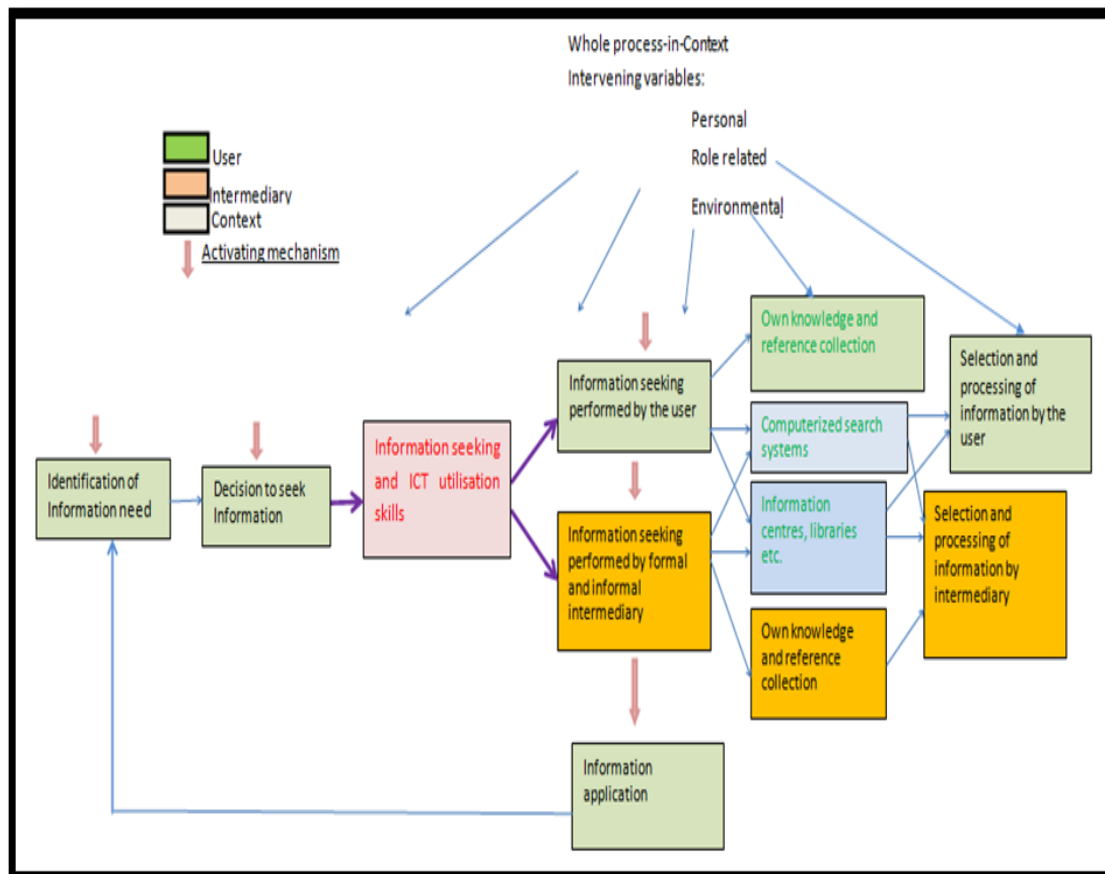 Whole process-in-Context
Intervening variables:
Personal
Role related
Environmental
User
Intermediary
Context
Activating mechanism
Own knowledge and
reference collection
Selection and
processing of
information by the
user
Information seeking
performed by the user
Computerized search
systems
Information seeking
and ICT utilisation
skills
Identification of
Information need
Decision to seek
Information
Information
centres, libraries
etc.
Selection and
processing of
information by
intermediary
Information seeking
performed by formal
and informal
intermediary
Own knowledge
and reference
collection
Information
application